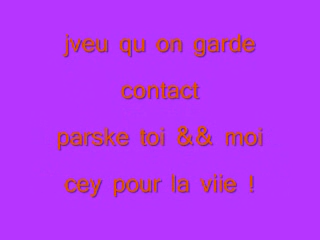 jveu qu on garde
contact
parske toi && moi
cey pour la viie !